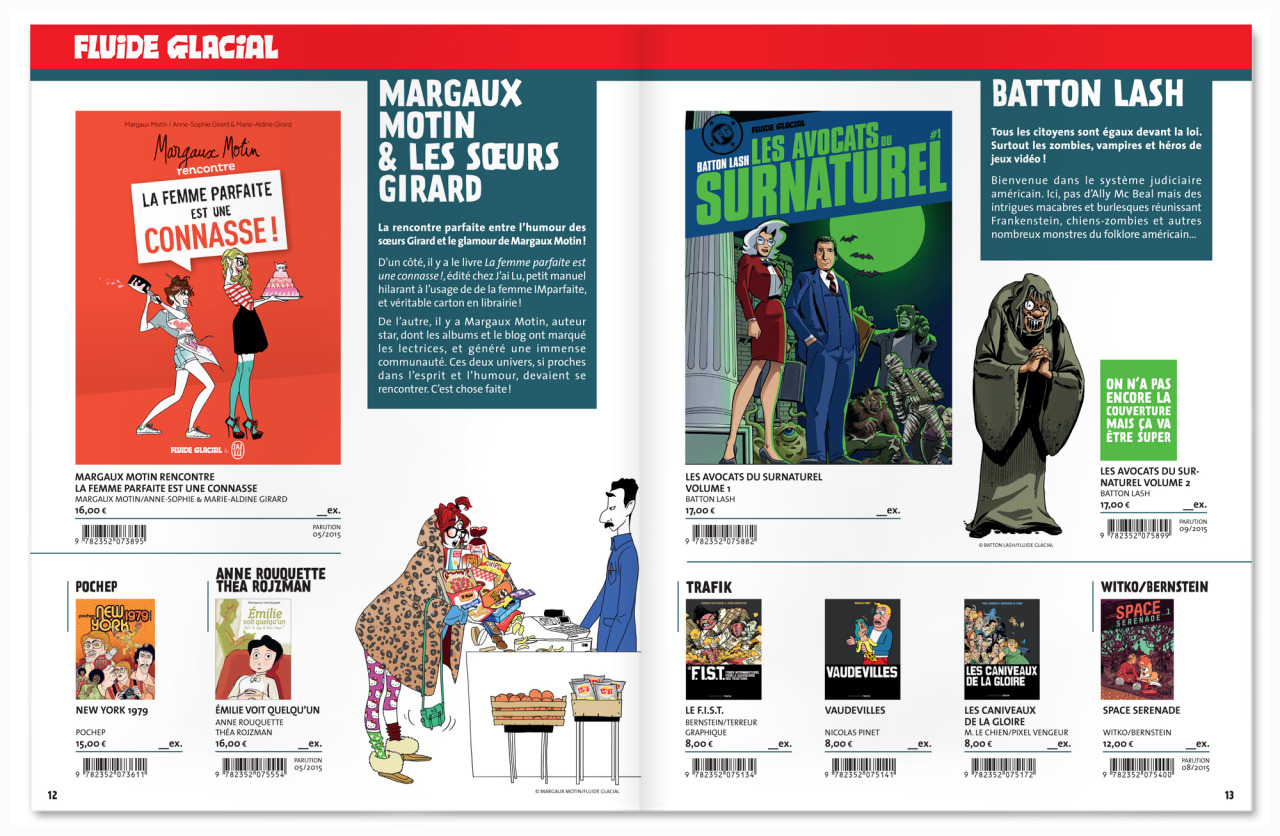 FLUIDE GLACIAL
Margaux Motin / Anne-Sophie Girard & Marie-Aldine Girard
Margaux Motin
rencontre
LA FEMME PARFAITE
EST UNE
CONNASSE !
FLUIDE GLACIAL &
J'AI LU
MARGAUX MOTIN RENCONTRE
LA FEMME PARFAITE EST UNE CONNASSE
MARGAUX MOTIN/ANNE-SOPHIE & MARIE-ALDINE GIRARD
16,00 € __ex.
PARUTION
05/2015
9 782352 073895
MARGAUX
MOTIN
& LES SŒURS
GIRARD
La rencontre parfaite entre l'humour des
sœurs Girard et le glamour de Margaux Motin !
D'un côté, il y a le livre La femme parfaite est
une connasse !, édité chez J'ai Lu, petit manuel
hilarant à l'usage de de la femme IMparfaite,
et véritable carton en librairie !
De l'autre, il y a Margaux Motin, auteur
star, dont les albums et le blog ont marqué
les lectrices, et généré une immense
communauté. Ces deux univers, si proches
dans l'esprit et l'humour, devaient se
rencontrer. C'est chose faite !
POCHEP
NEW YORK 1979
NEW YORK 1979
POCHEP
15,00 € __ex.
9 782352 073611
ANNE ROUQUETTE
THÉA ROJZMAN
Émilie
voit quelqu'un
ÉMILIE VOIT QUELQU'UN
ANNE ROUQUETTE
THÉA ROJZMAN
16,00 € __ex.
PARUTION
05/2015
9 782352 075554
CHIPS
© MARGAUX MOTIN/FLUIDE GLACIAL
12
DC
FLUIDE GLACIAL
#1
BATTON LASH
LES AVOCATS DU
SURNATUREL
LES AVOCATS DU SURNATUREL
VOLUME 1
BATTON LASH
17,00 € __ex.
9 782352 075882
BATTON LASH
Tous les citoyens sont égaux devant la loi.
Surtout les zombies, vampires et héros de
jeux vidéo !
Bienvenue dans le système judiciaire
américain. Ici, pas d'Ally Mc Beal mais des
intrigues macabres et burlesques réunissant
Frankenstein, chiens-zombies et autres
nombreux monstres du folklore américain...
© BATTON LASH/FLUIDE GLACIAL
ON N'A PAS
ENCORE LA
COUVERTURE
MAIS ÇA VA
ÊTRE SUPER
LES AVOCATS DU SUR-
NATUREL VOLUME 2
BATTON LASH
17,00 € __ex.
PARUTION
09/2015
9 782352 075899
TRAFIK
LE F.I.S.T.
LE F.I.S.T.
BERNSTEIN/TERREUR
GRAPHIQUE
8,00 € __ex.
9 782352 075134
VAUDEVILLES
VAUDEVILLES
NICOLAS PINET
8,00 € __ex.
9 782352 075141
LES CANIVEAUX
DE LA GLOIRE
LES CANIVEAUX
DE LA GLOIRE
M. LE CHIEN/PIXEL VENGEUR
8,00 € __ex.
9 782352 075172
WITKO/BERNSTEIN
SPACE 1
SERENADE
SPACE SERENADE
WITKO/BERNSTEIN
12,00 € __ex.
PARUTION
08/2015
9 782352 075400
13